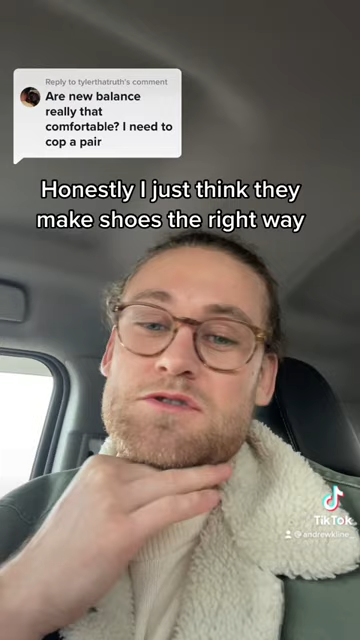 Reply to tylerthatruth's comment
Are new balance
really that
comfortable? I need to
cop a pair
Honestly I just think they
make shoes the right way
TikTok
@andrewkline_